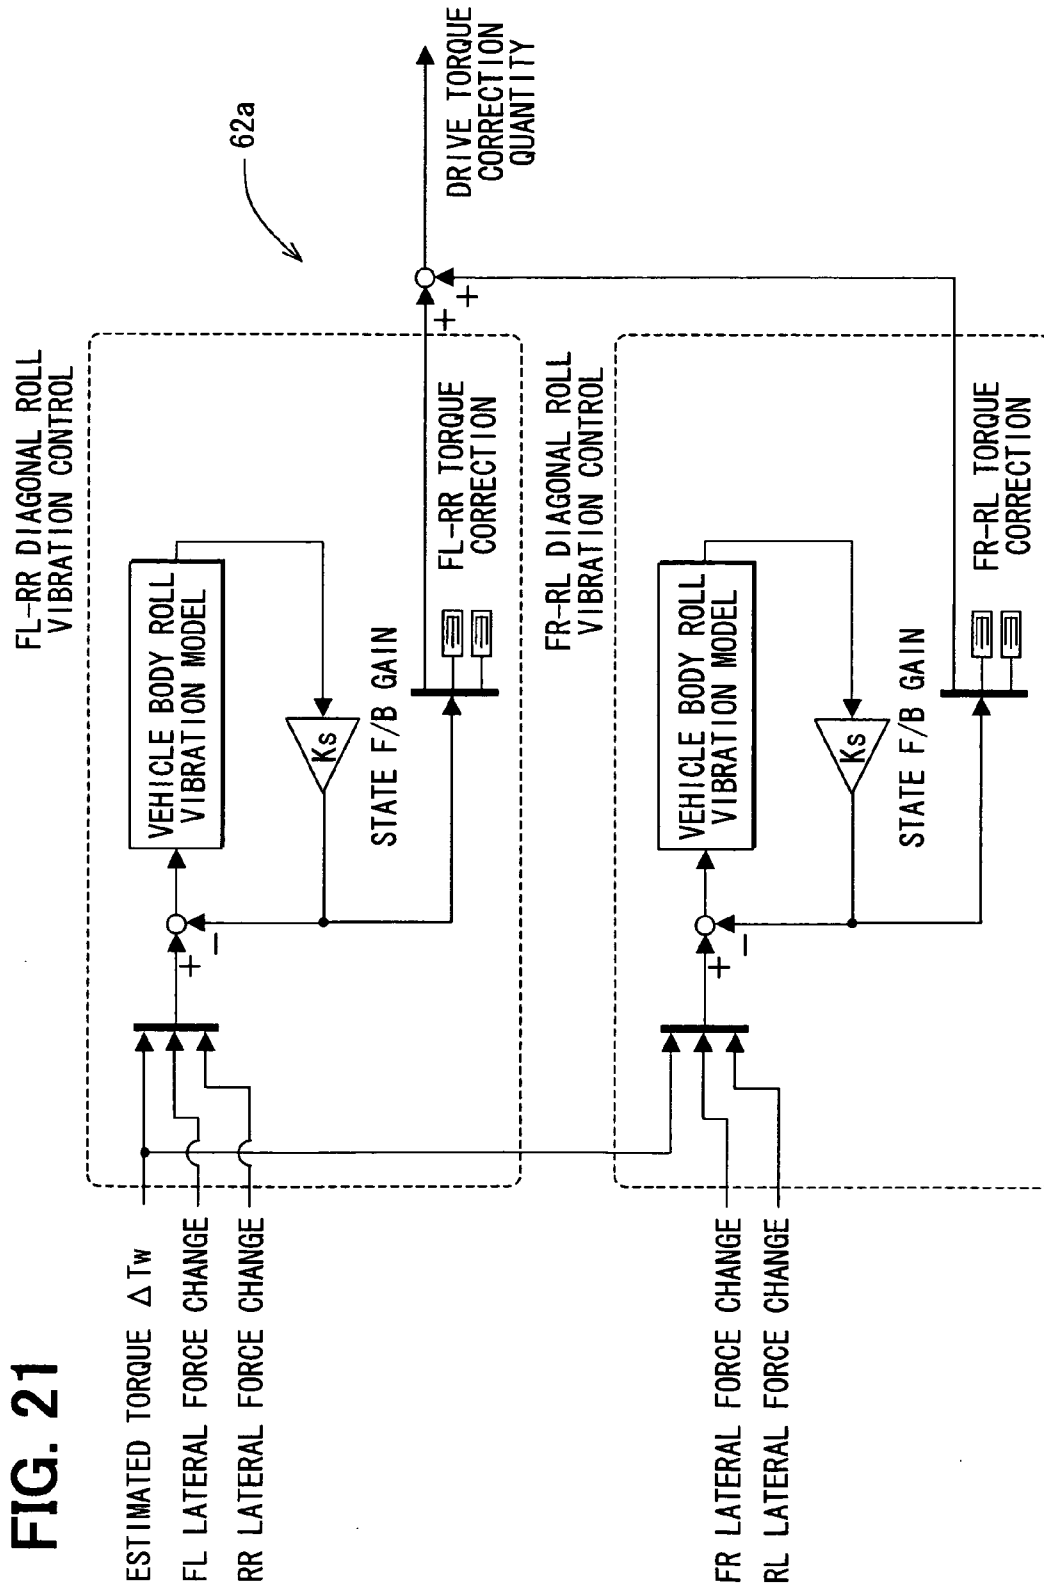 FIG. 21
62a
FL-RR DIAGONAL ROLL
VIBRATION CONTROL
ESTIMATED TORQUE ΔTw
FL LATERAL FORCE CHANGE
RR LATERAL FORCE CHANGE
+
−
VEHICLE BODY ROLL
VIBRATION MODEL
Ks
STATE F/B GAIN
FL-RR TORQUE
CORRECTION
+
+
DRIVE TORQUE
CORRECTION
QUANTITY
FR-RL DIAGONAL ROLL
VIBRATION CONTROL
FR LATERAL FORCE CHANGE
RL LATERAL FORCE CHANGE
+
−
VEHICLE BODY ROLL
VIBRATION MODEL
Ks
STATE F/B GAIN
FR-RL TORQUE
CORRECTION